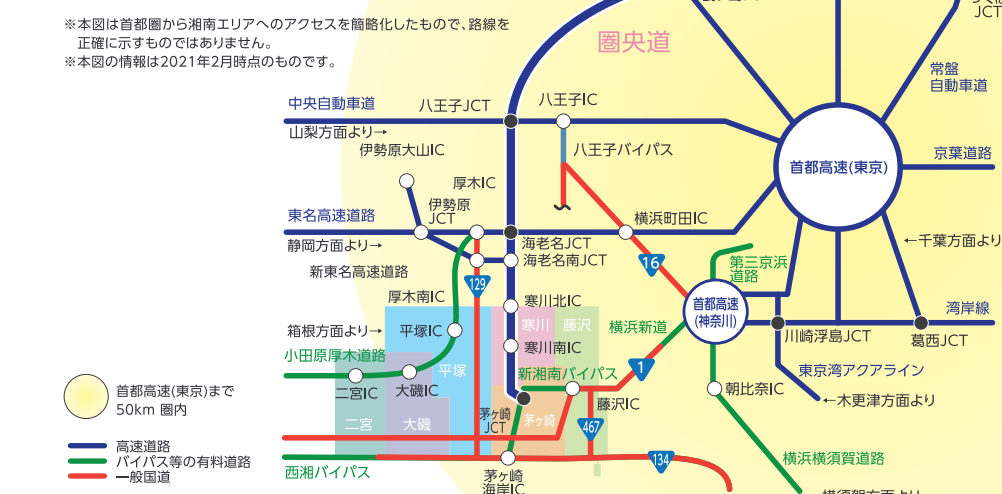 ※本図は首都圏から湘南エリアへのアクセスを簡略化したもので、路線を
正確に示すものではありません。
※本図の情報は2021年2月時点のものです。
圏央道
JCT
常盤
自動車道
中央自動車道
八王子JCT
八王子IC
山梨方面より→
伊勢原大山IC
八王子バイパス
首都高速(東京)
京葉道路
厚木IC
伊勢原
JCT
東名高速道路
横浜町田IC
静岡方面より→
海老名JCT
海老名南JCT
←千葉方面より
新東名高速道路
16
第三京浜
道路
129
厚木南IC
寒川北IC
首都高速
(神奈川)
湾岸線
箱根方面より→
平塚IC
寒川
藤沢
横浜新道
川崎浮島JCT
葛西JCT
小田原厚木道路
寒川南IC
平塚
新湘南バイパス
1
東京湾アクアライン
首都高速(東京)まで
50km 圏内
二宮IC
大磯IC
藤沢IC
朝比奈IC
←木更津方面より
二宮
大磯
茅ヶ崎
JCT
茅ヶ崎
467
高速道路
バイパス等の有料道路
一般国道
西湘バイパス
134
横浜横須賀道路
茅ヶ崎
海岸IC
横須賀方面より